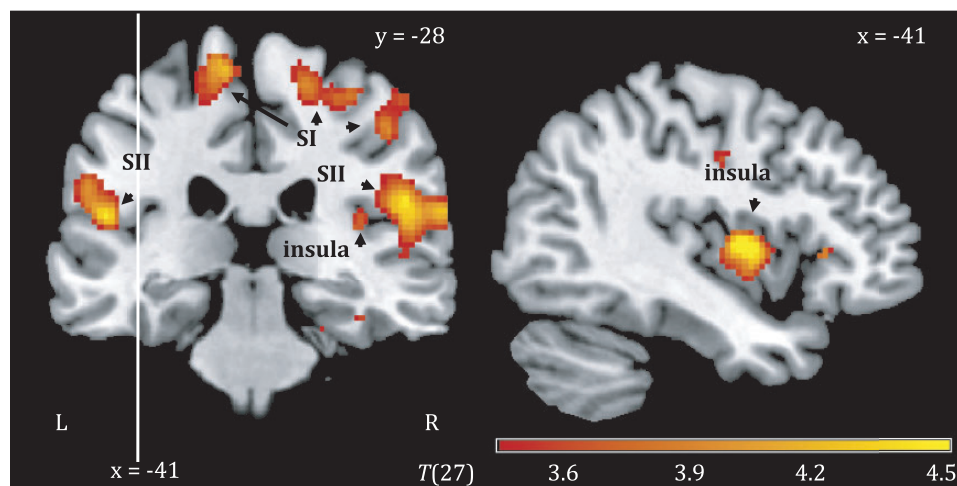 y = -28
x = -41
SI
SII
SII
insula
insula
L
R
x = -41
T(27)
3.6
3.9
4.2
4.5